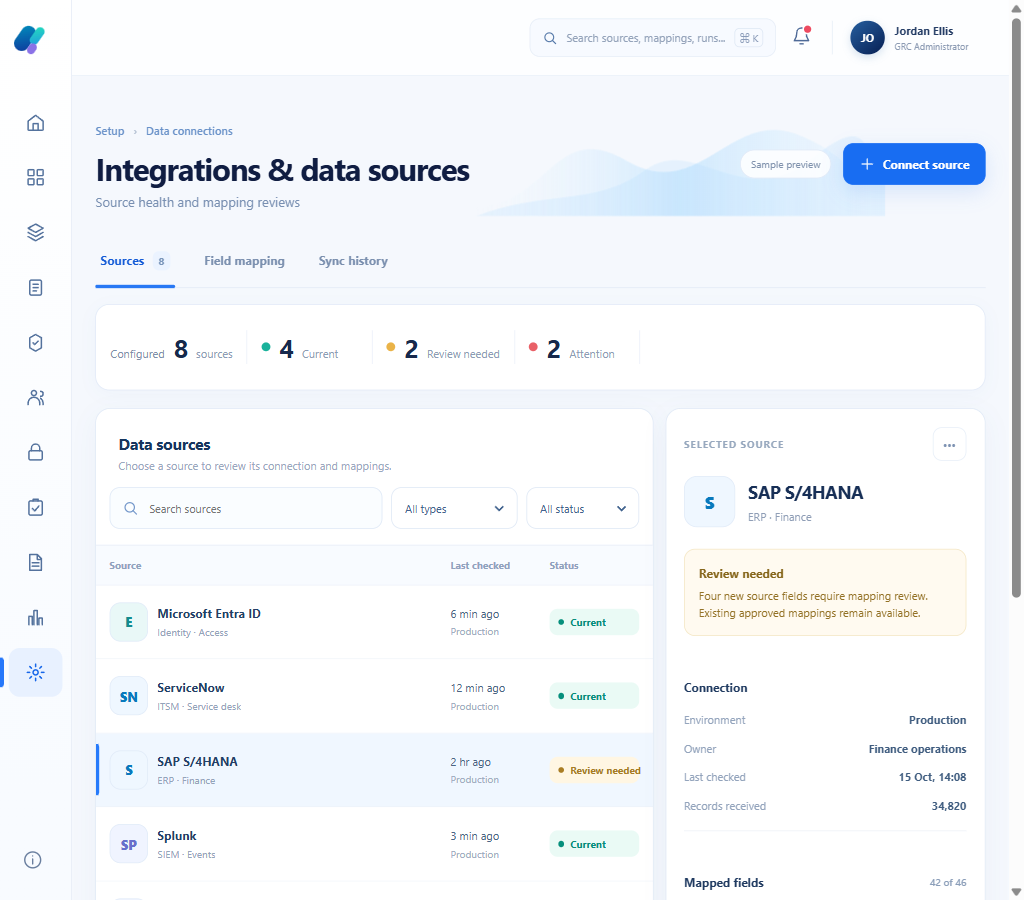 Search sources, mappings, runs... ⌘ K
JO
Jordan Ellis
GRC Administrator
Setup › Data connections
Integrations & data sources
Source health and mapping reviews
Sample preview
+ Connect source
Sources 8
Field mapping
Sync history
Configured 8 sources
4 Current
2 Review needed
2 Attention
Data sources
Choose a source to review its connection and mappings.
Search sources
All types
All status
Source Last checked Status
E Microsoft Entra ID 6 min ago Current
Identity · Access Production
SN ServiceNow 12 min ago Current
ITSM · Service desk Production
S SAP S/4HANA 2 hr ago Review needed
ERP · Finance Production
SP Splunk 3 min ago Current
SIEM · Events Production
SELECTED SOURCE
S SAP S/4HANA
ERP · Finance
Review needed
Four new source fields require mapping review.
Existing approved mappings remain available.
Connection
Environment Production
Owner Finance operations
Last checked 15 Oct, 14:08
Records received 34,820
Mapped fields 42 of 46